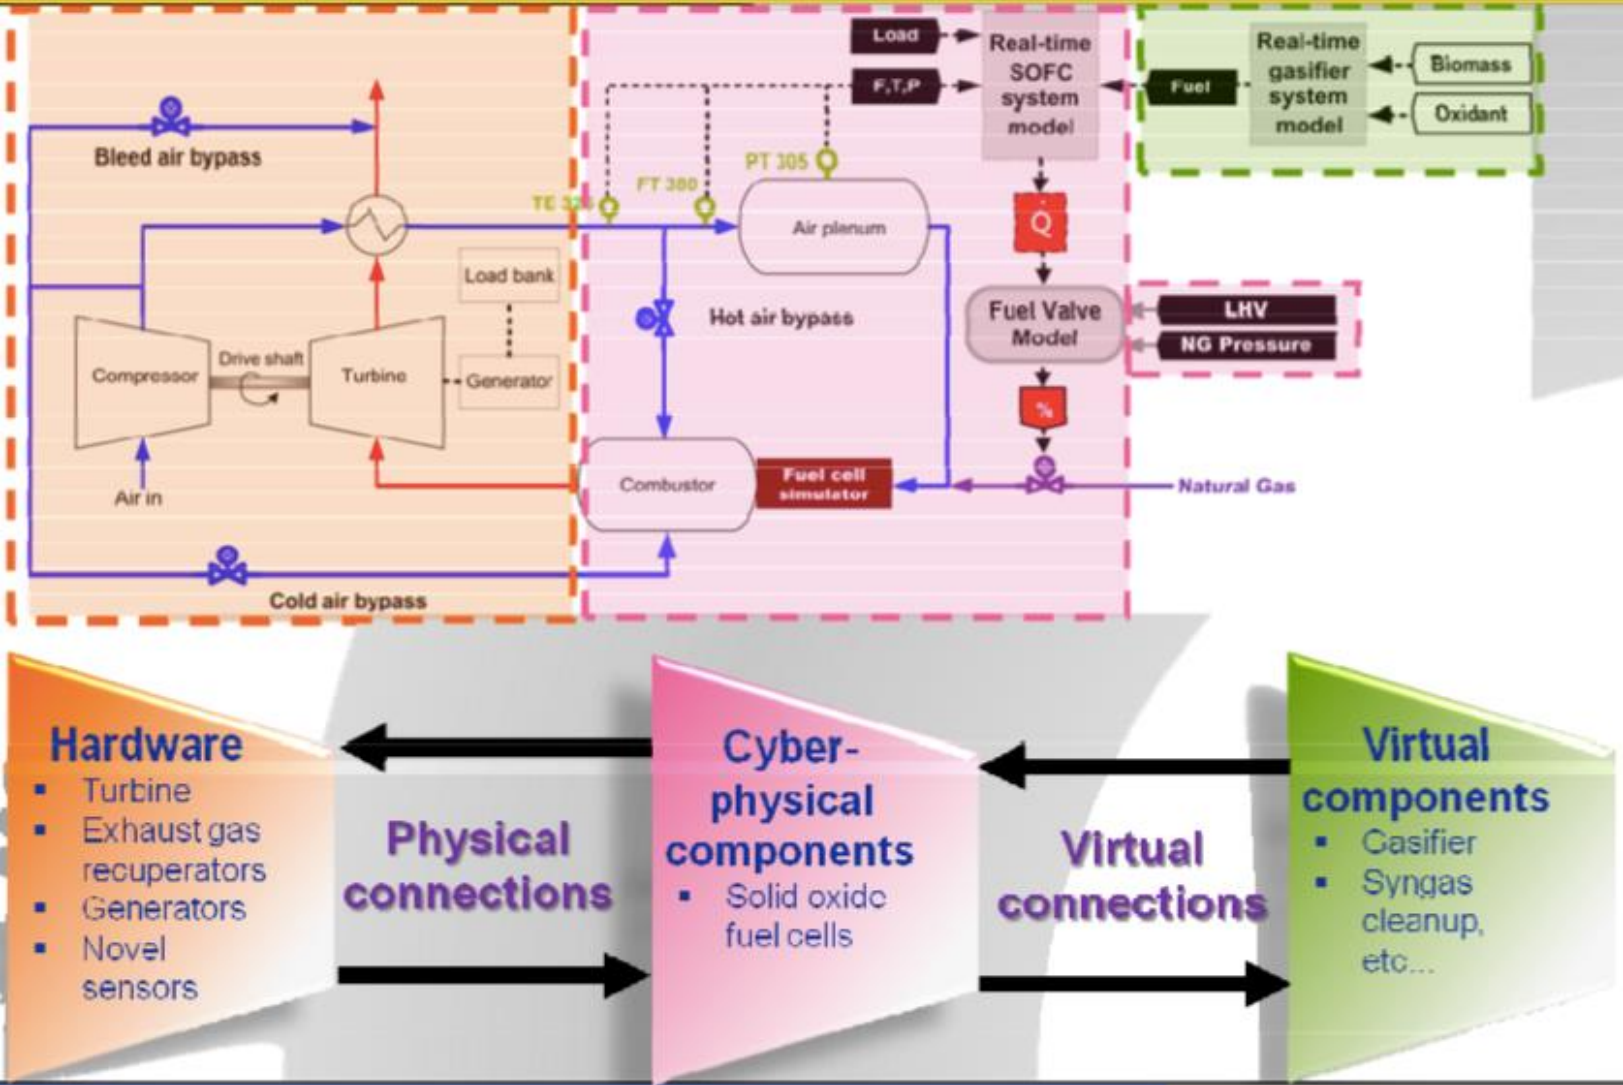 Load
F,T,P
Real-time
SOFC
system
model
Fuel
Real-time
gasifier
system
model
Biomass
Oxidant
Bleed air bypass
PT 305
FT 380
TE
Air plenum
Q̇
Load bank
Hot air bypass
Fuel Valve
Model
LHV
NG Pressure
Compressor
Drive shaft
Turbine
Generator
%
Air in
Combustor
Fuel cell
simulator
Natural Gas
Cold air bypass
Hardware
▪ Turbine
▪ Exhaust gas
recuperators
▪ Generators
▪ Novel
sensors
Physical
connections
Cyber-
physical
components
▪ Solid oxide
fuel cells
Virtual
connections
Virtual
components
▪ Gasifier
▪ Syngas
cleanup,
etc...